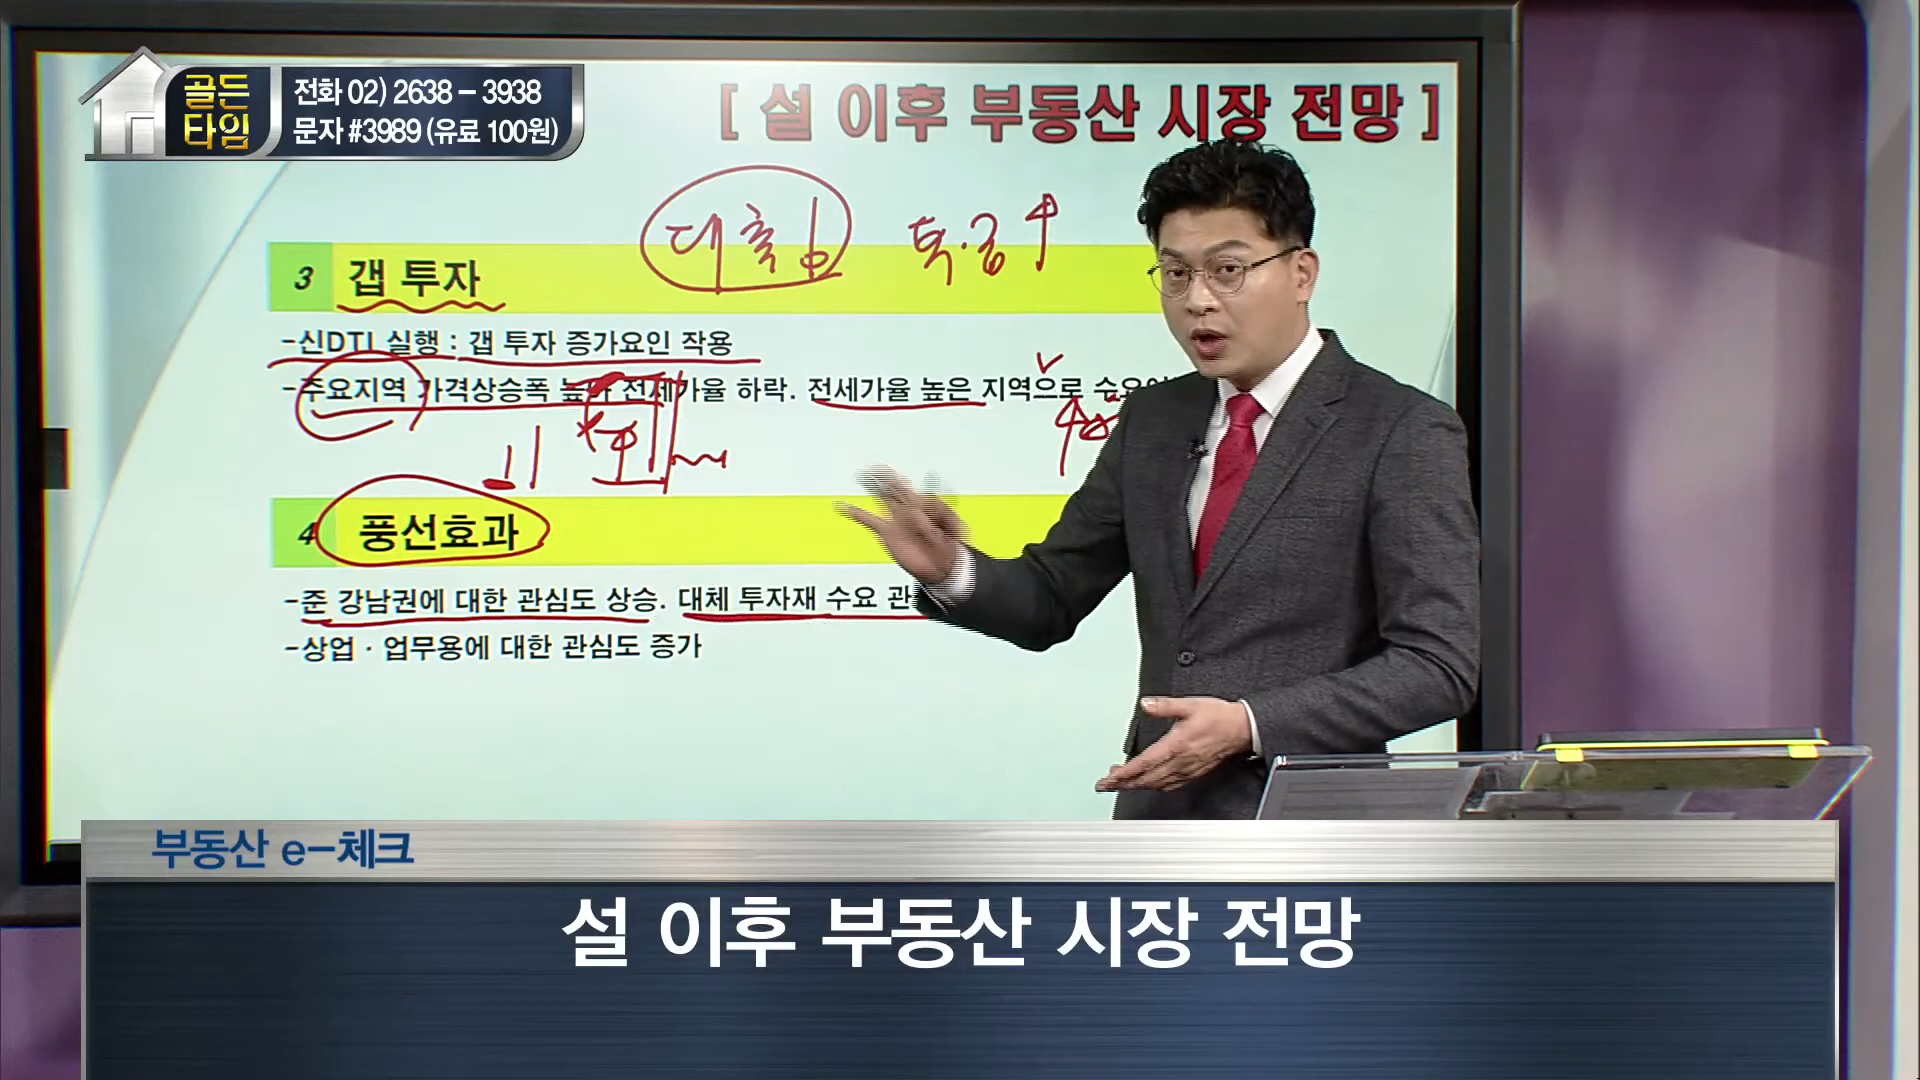 골든
타임
전화 02) 2638 – 3938
문자 #3989 (유료 100원)
[ 설 이후 부동산 시장 전망 ]
3 갭 투자
-신DTI 실행 : 갭 투자 증가요인 작용
-주요지역 가격상승폭 높아 전세가율 하락. 전세가율 높은 지역으로
4 풍선효과
-준 강남권에 대한 관심도 상승. 대체 투자재 수요
-상업 · 업무용에 대한 관심도 증가
부동산 e-체크
설 이후 부동산 시장 전망